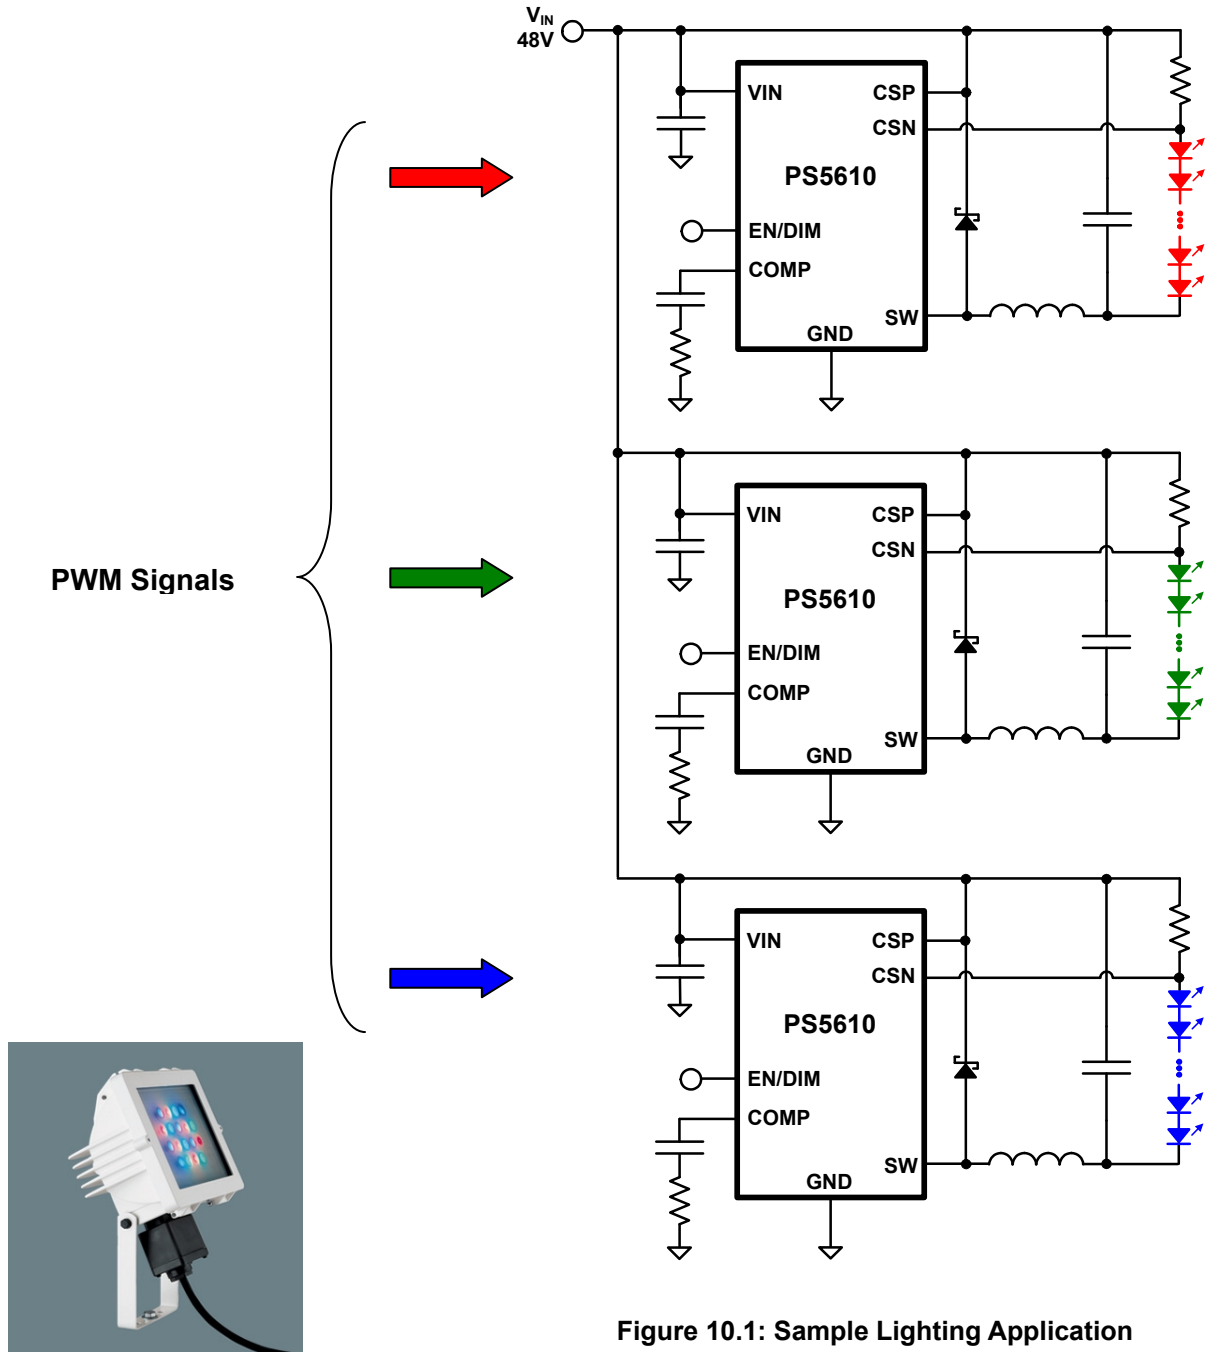 VIN
48V
VIN
CSP
CSN
PS5610
EN/DIM
COMP
SW
GND
PWM Signals
VIN
CSP
CSN
PS5610
EN/DIM
COMP
SW
GND
VIN
CSP
CSN
PS5610
EN/DIM
COMP
SW
GND
Figure 10.1: Sample Lighting Application